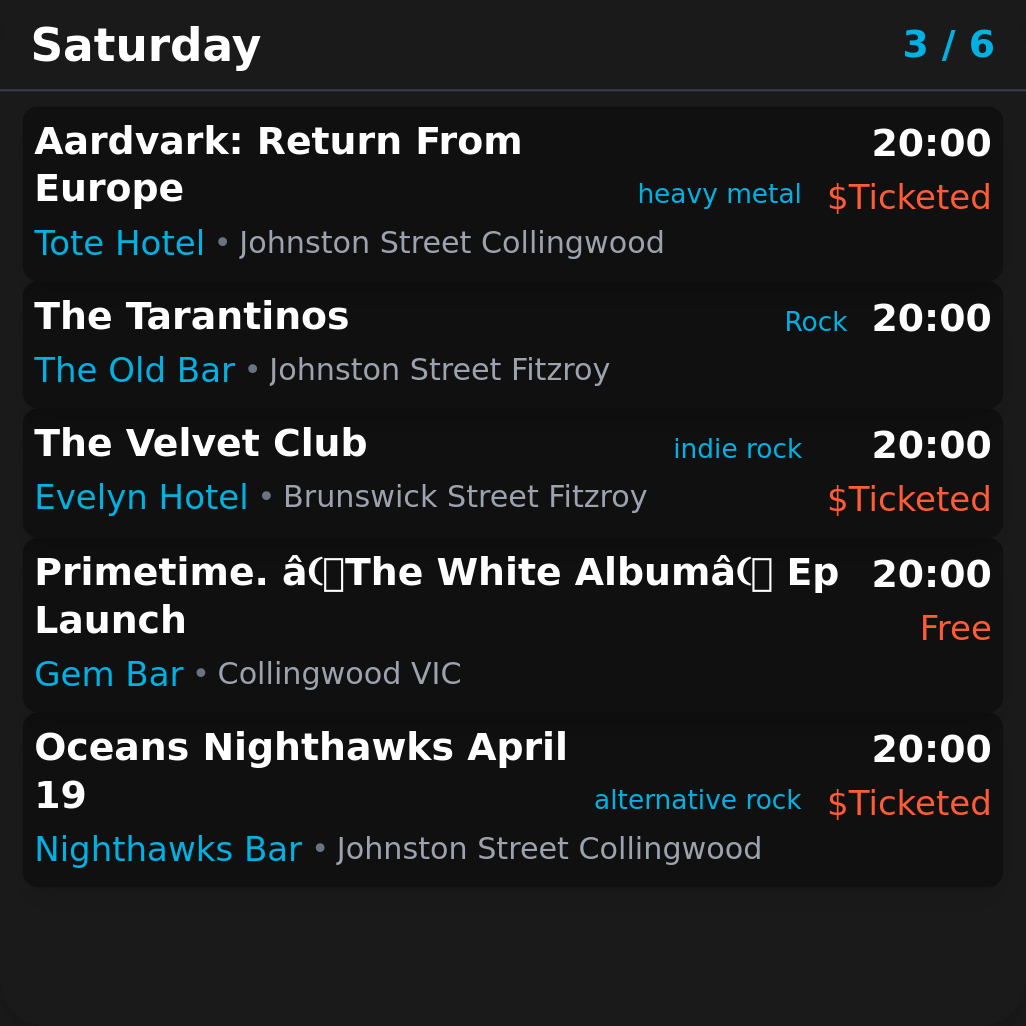 Saturday
3 / 6
Aardvark: Return From
Europe
heavy metal
20:00
$Ticketed
Tote Hotel • Johnston Street Collingwood
The Tarantinos
Rock
20:00
The Old Bar • Johnston Street Fitzroy
The Velvet Club
indie rock
20:00
$Ticketed
Evelyn Hotel • Brunswick Street Fitzroy
Primetime. â The White Albumâ Ep
Launch
20:00
Free
Gem Bar • Collingwood VIC
Oceans Nighthawks April
19
alternative rock
20:00
$Ticketed
Nighthawks Bar • Johnston Street Collingwood